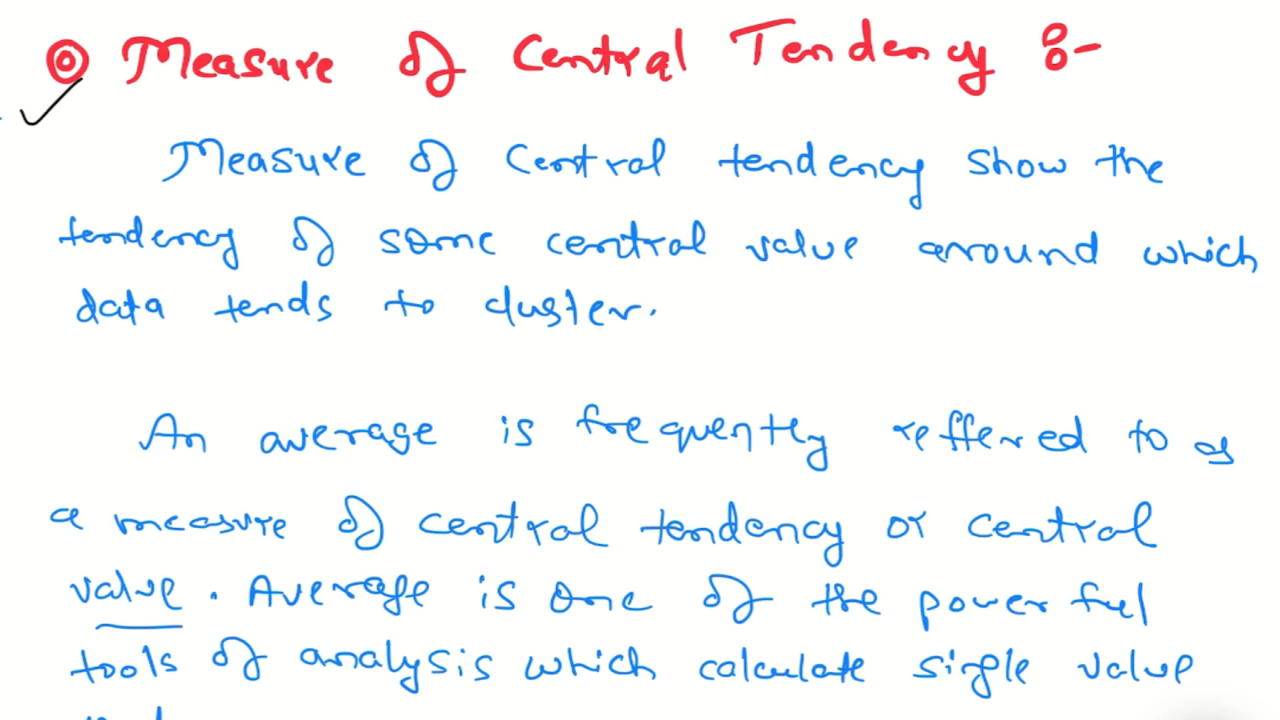 Measure of Central Tendency :-
Measure of Central tendency show the
tendency of some central value around which
data tends to cluster.
An average is frequently reffered to as
a measure of central tendency or central
value. Average is one of the powerful
tools of analysis which calculate single value